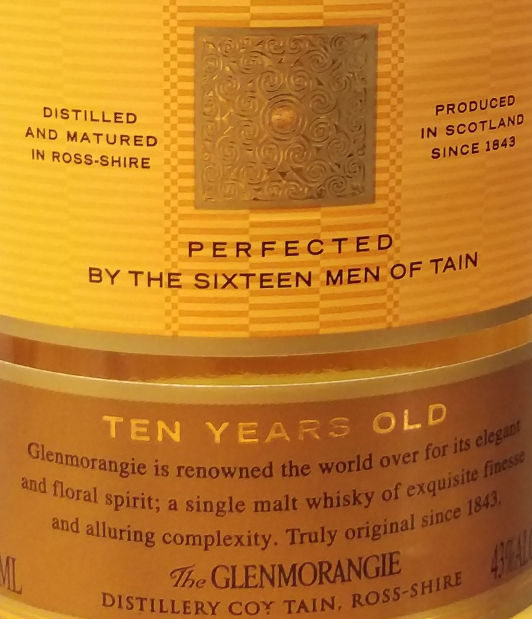 DISTILLED
AND MATURED
IN ROSS-SHIRE
PRODUCED
IN SCOTLAND
SINCE 1843
PERFECTED
BY THE SIXTEEN MEN OF TAIN
TEN YEARS OLD
Glenmorangie is renowned the world over for its elegant
and floral spirit; a single malt whisky of exquisite finesse
and alluring complexity. Truly original since 1843.
ML
The GLENMORANGIE
43%
DISTILLERY COY TAIN, ROSS-SHIRE